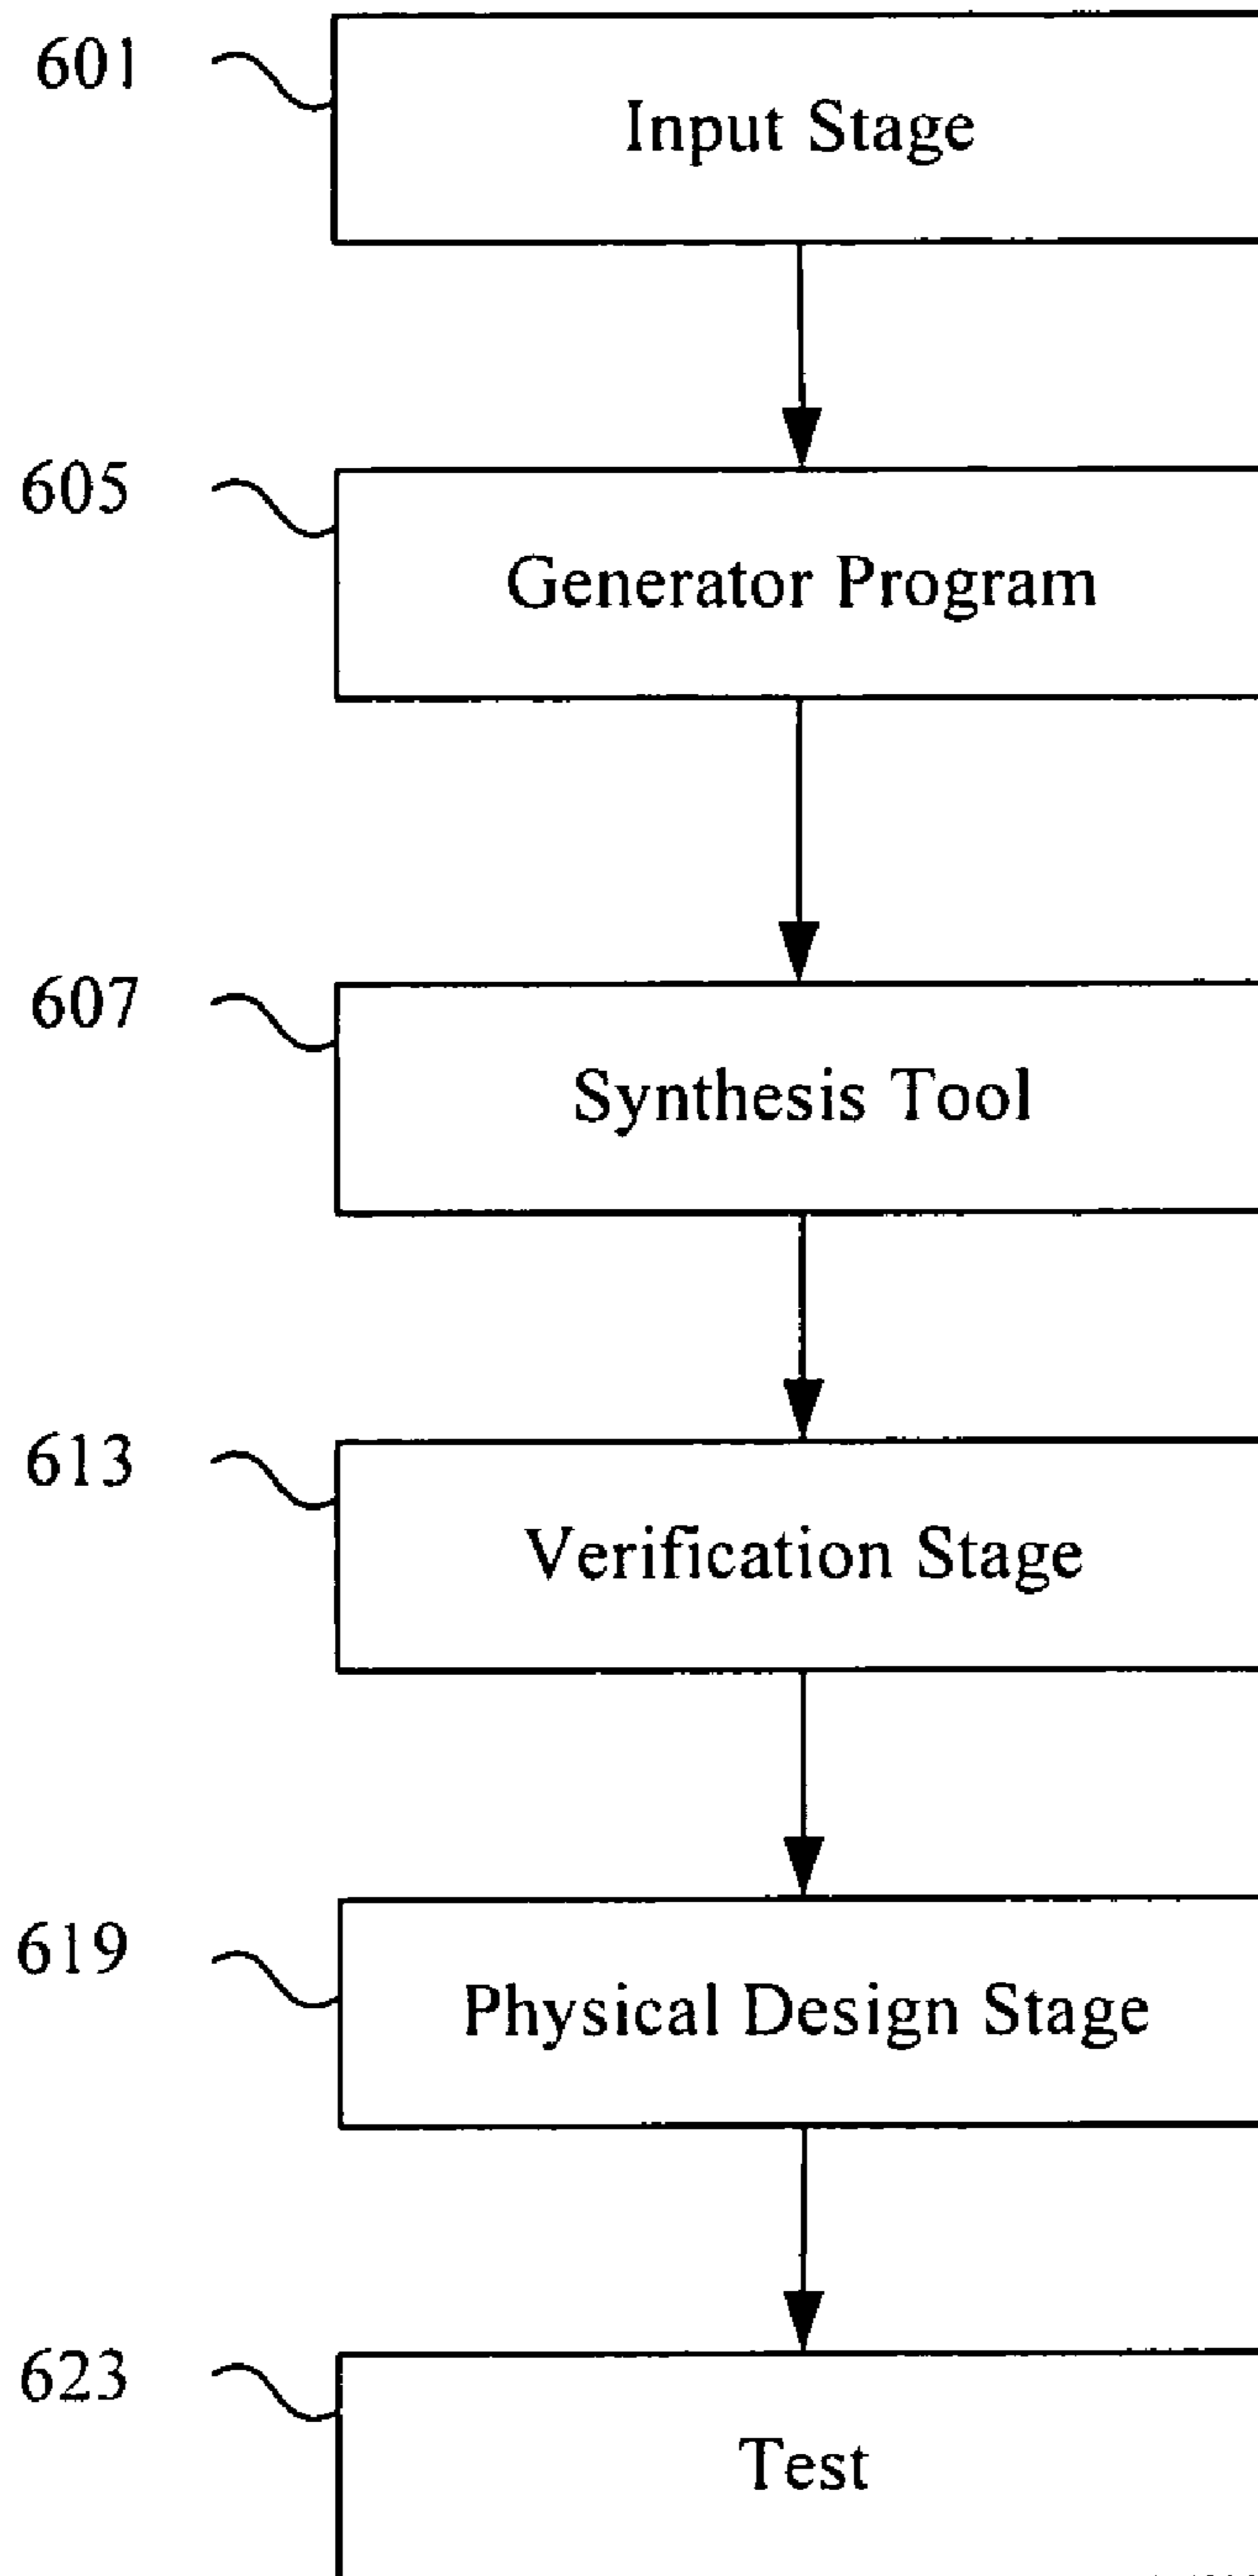 601
Input Stage
605
Generator Program
607
Synthesis Tool
613
Verification Stage
619
Physical Design Stage
623
Test